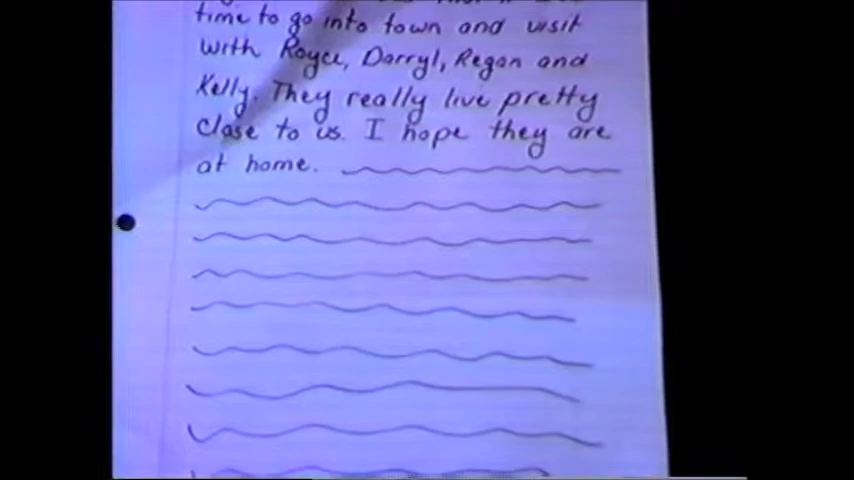 time to go into town and visit
with Royce, Darryl, Regan and
Kelly. They really live pretty
close to us. I hope they are
at home.